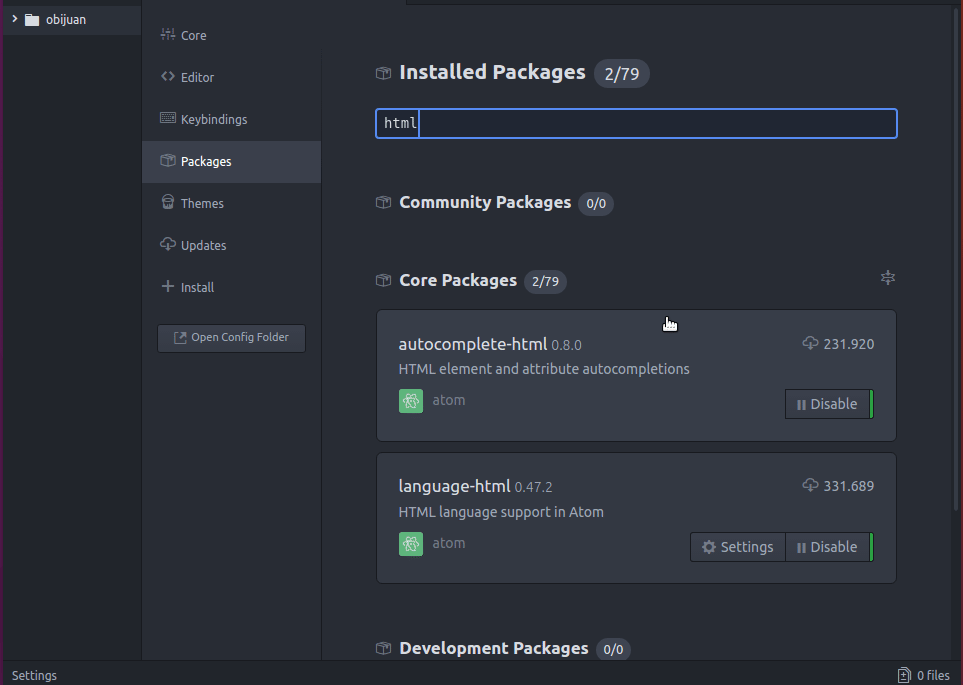 obijuan
Core
Editor
Keybindings
Packages
Themes
Updates
Install
Open Config Folder
Installed Packages 2/79
html
Community Packages 0/0
Core Packages 2/79
autocomplete-html 0.8.0 231.920
HTML element and attribute autocompletions
atom Disable
language-html 0.47.2 331.689
HTML language support in Atom
atom Settings Disable
Development Packages 0/0
Settings 0 files